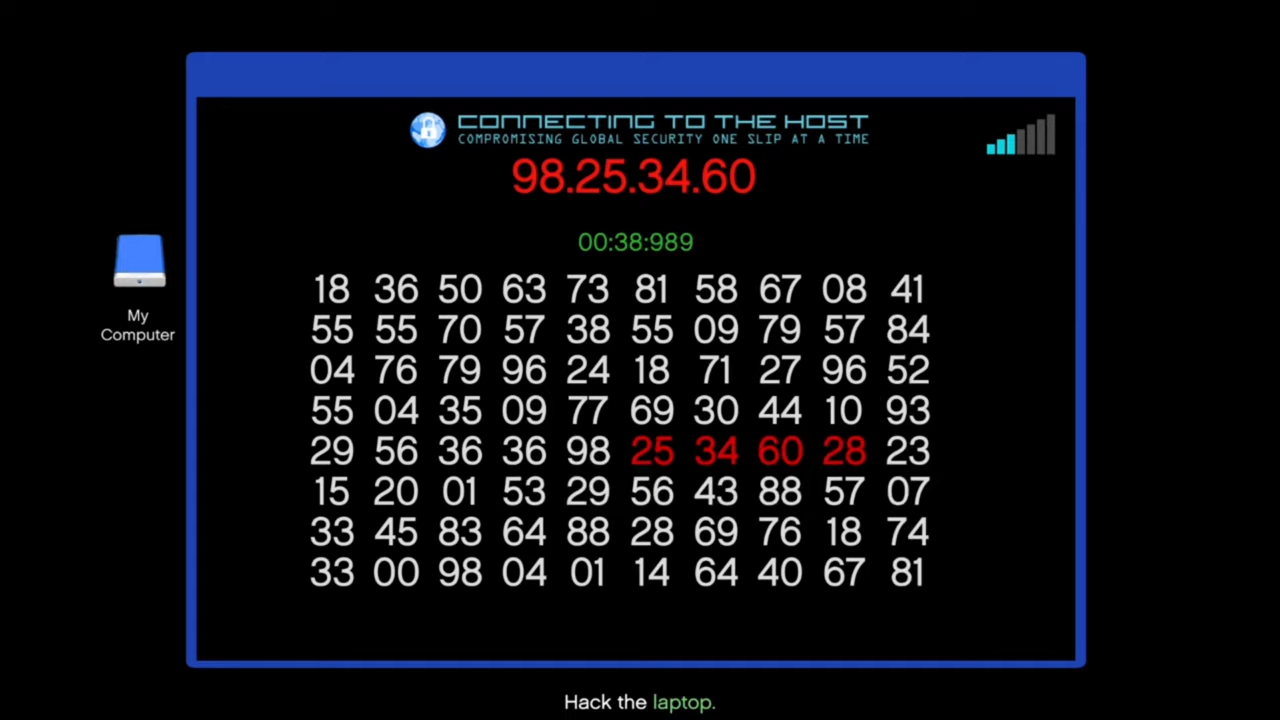 CONNECTING TO THE HOST
COMPROMISING GLOBAL SECURITY ONE SLIP AT A TIME
98.25.34.60
00:38:989
18 36 50 63 73 81 58 67 08 41
55 55 70 57 38 55 09 79 57 84
04 76 79 96 24 18 71 27 96 52
55 04 35 09 77 69 30 44 10 93
29 56 36 36 98 25 34 60 28 23
15 20 01 53 29 56 43 88 57 07
33 45 83 64 88 28 69 76 18 74
33 00 98 04 01 14 64 40 67 81
My
Computer
Hack the laptop.